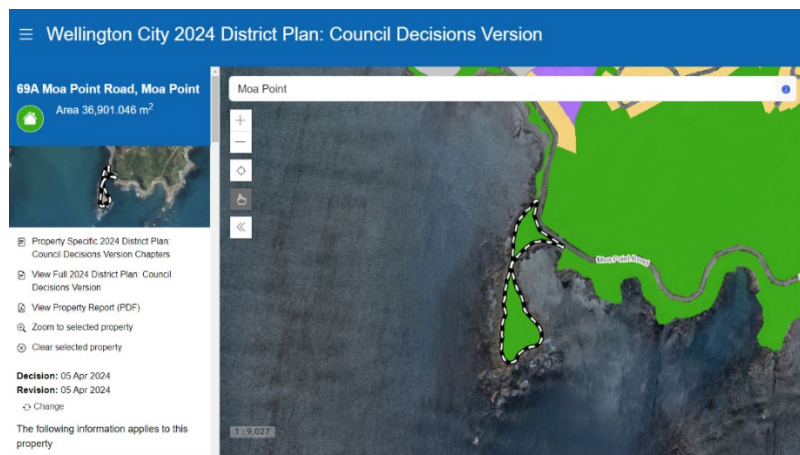 Wellington City 2024 District Plan: Council Decisions Version
69A Moa Point Road, Moa Point
Area 36,901.046 m²
Property Specific 2024 District Plan:
Council Decisions Version Chapters
View Full 2024 District Plan: Council
Decisions Version
View Property Report (PDF)
Zoom to selected property
Clear selected property
Decision: 05 Apr 2024
Revision: 05 Apr 2024
Change
The following information applies to this
property
Moa Point
Moa Point Road
1 : 9,027